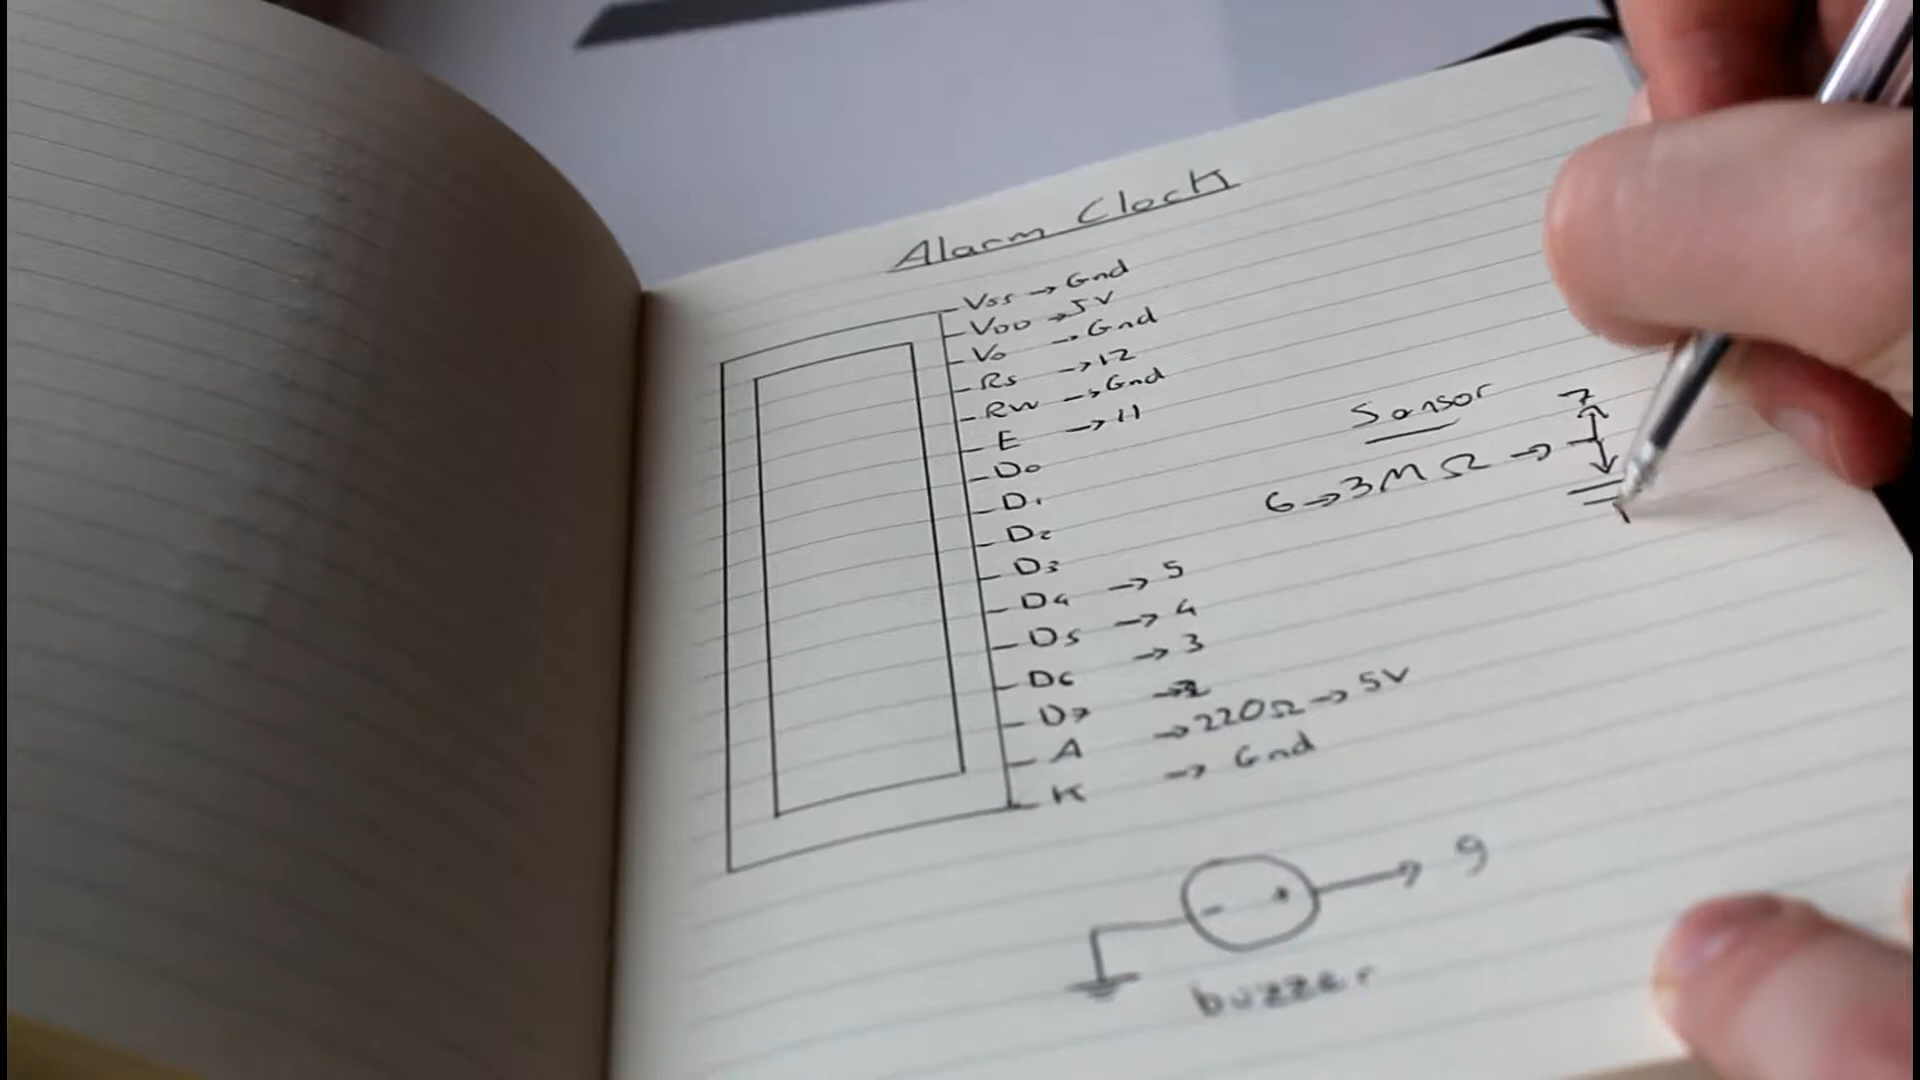 Alarm Clock
Vss → Gnd
VDD → 5V
Vo → Gnd
Rs → 12
RW → Gnd
E → 11
D0
D1
D2
D3
D4 → 5
D5 → 4
D6 → 3
D7 → 2
A → 220Ω → 5V
K → Gnd
Sensor
7
6 → 3MΩ →
- +
→ 9
buzzer